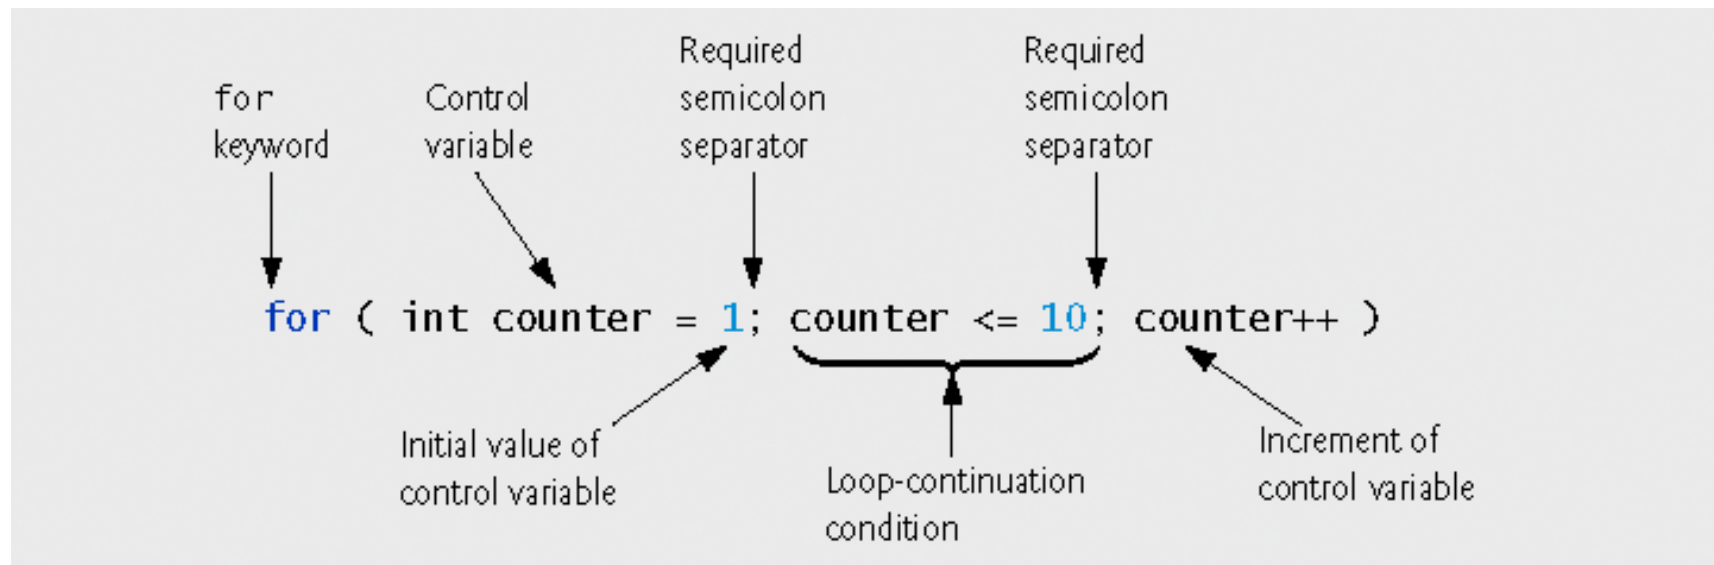 for
keyword
Control
variable
Required
semicolon
separator
Required
semicolon
separator
for ( int counter = 1; counter <= 10; counter++ )
Initial value of
control variable
Loop-continuation
condition
Increment of
control variable